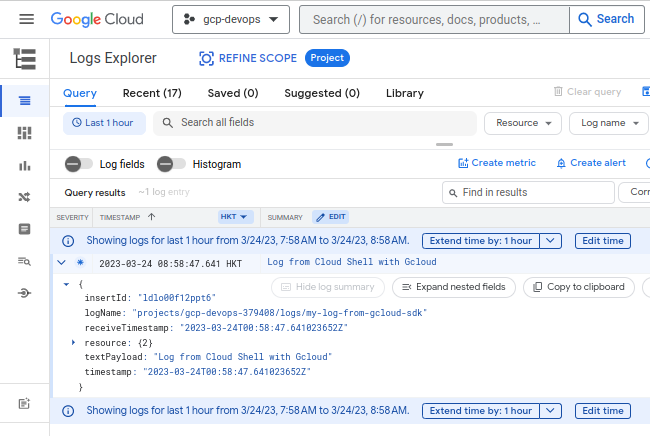 Google Cloud
gcp-devops
Search (/) for resources, docs, products, …
Search
Logs Explorer
REFINE SCOPE
Project
Query
Recent (17)
Saved (0)
Suggested (0)
Library
Clear query
Last 1 hour
Search all fields
Resource
Log name
Log fields
Histogram
Create metric
Create alert
Query results
~1 log entry
Find in results
Corr
SEVERITY
TIMESTAMP
HKT
SUMMARY
EDIT
Showing logs for last 1 hour from 3/24/23, 7:58 AM to 3/24/23, 8:58 AM.
Extend time by: 1 hour
Edit time
2023-03-24 08:58:47.641 HKT
Log from Cloud Shell with Gcloud
{
Hide log summary
Expand nested fields
Copy to clipboard
insertId: "1dlo00f12ppt6"
logName: "projects/gcp-devops-379408/logs/my-log-from-gcloud-sdk"
receiveTimestamp: "2023-03-24T00:58:47.641023652Z"
resource: {2}
textPayload: "Log from Cloud Shell with Gcloud"
timestamp: "2023-03-24T00:58:47.641023652Z"
}
Showing logs for last 1 hour from 3/24/23, 7:58 AM to 3/24/23, 8:58 AM.
Extend time by: 1 hour
Edit time